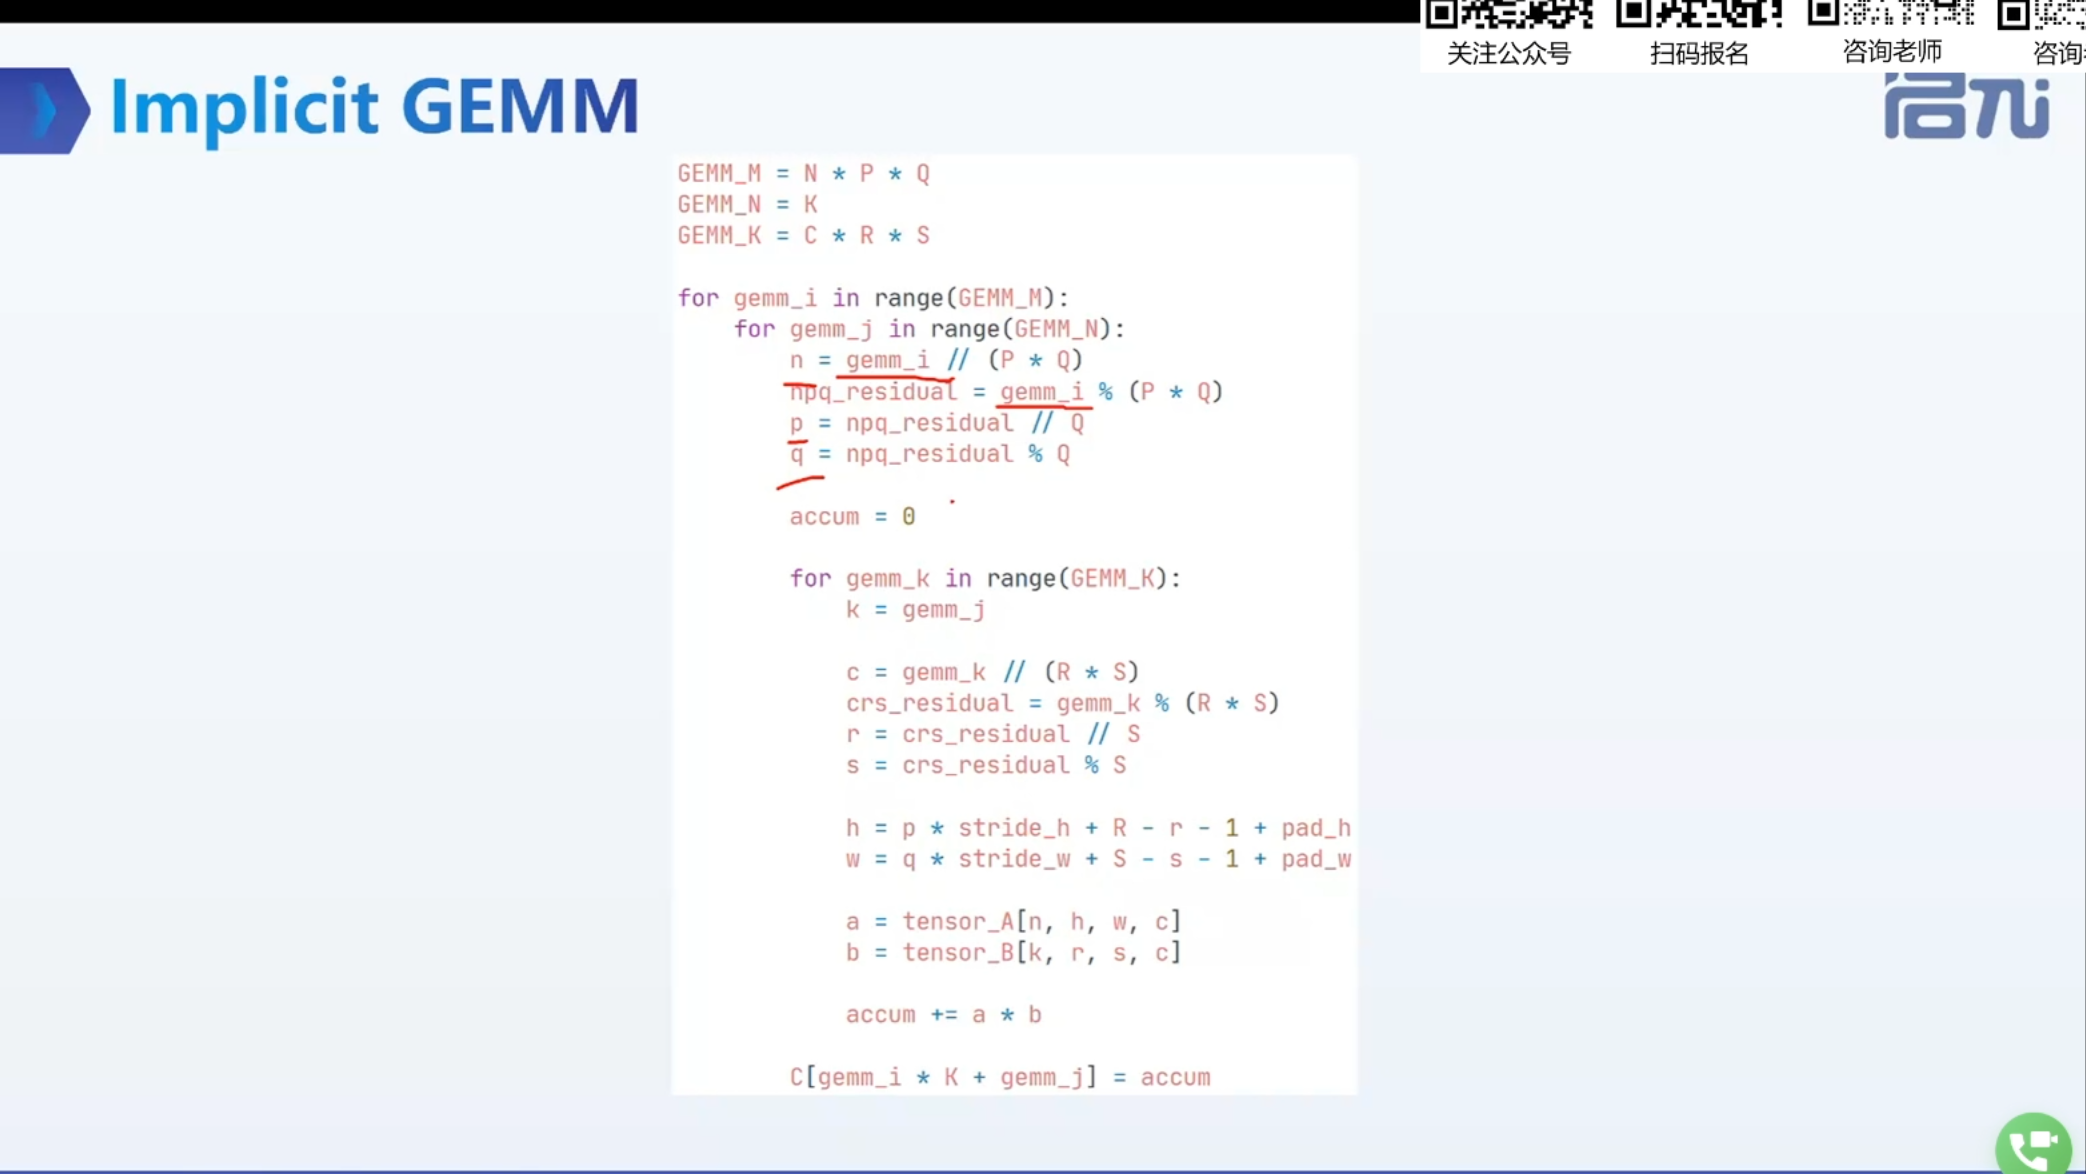 关注公众号
扫码报名
咨询老师
咨询
Implicit GEMM
GEMM_M = N * P * Q
GEMM_N = K
GEMM_K = C * R * S
for gemm_i in range(GEMM_M):
for gemm_j in range(GEMM_N):
n = gemm_i // (P * Q)
npq_residual = gemm_i % (P * Q)
p = npq_residual // Q
q = npq_residual % Q
accum = 0
for gemm_k in range(GEMM_K):
k = gemm_j
c = gemm_k // (R * S)
crs_residual = gemm_k % (R * S)
r = crs_residual // S
s = crs_residual % S
h = p * stride_h + R - r - 1 + pad_h
w = q * stride_w + S - s - 1 + pad_w
a = tensor_A[n, h, w, c]
b = tensor_B[k, r, s, c]
accum += a * b
C[gemm_i * K + gemm_j] = accum